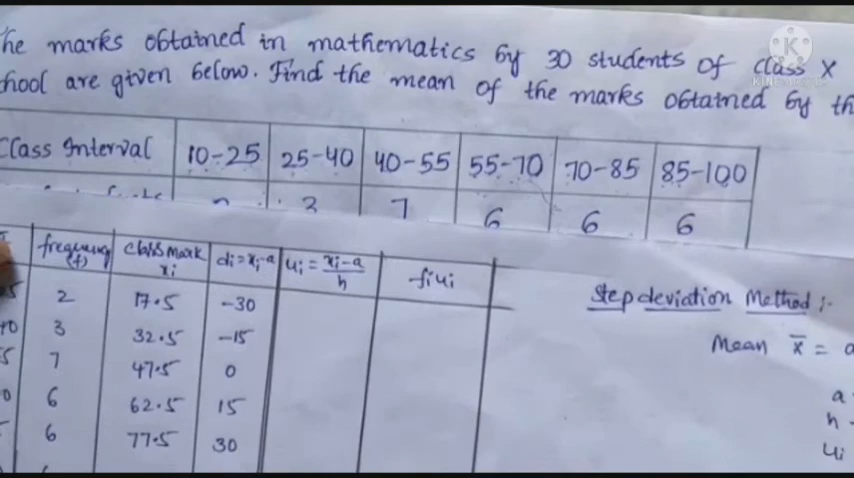 he marks obtained in mathematics by 30 students of class X
hool are given below. Find the mean of the marks obtained by th
Class Interval 10-25 25-40 40-55 55-70 70-85 85-100
3 7 6 6 6
frequency (f) class mark xi di=xi-a ui=xi-a/h fiui
2 17.5 -30
3 32.5 -15
7 47.5 0
6 62.5 15
6 77.5 30
Step deviation Method:-
Mean x̄ = a
a
h
ui